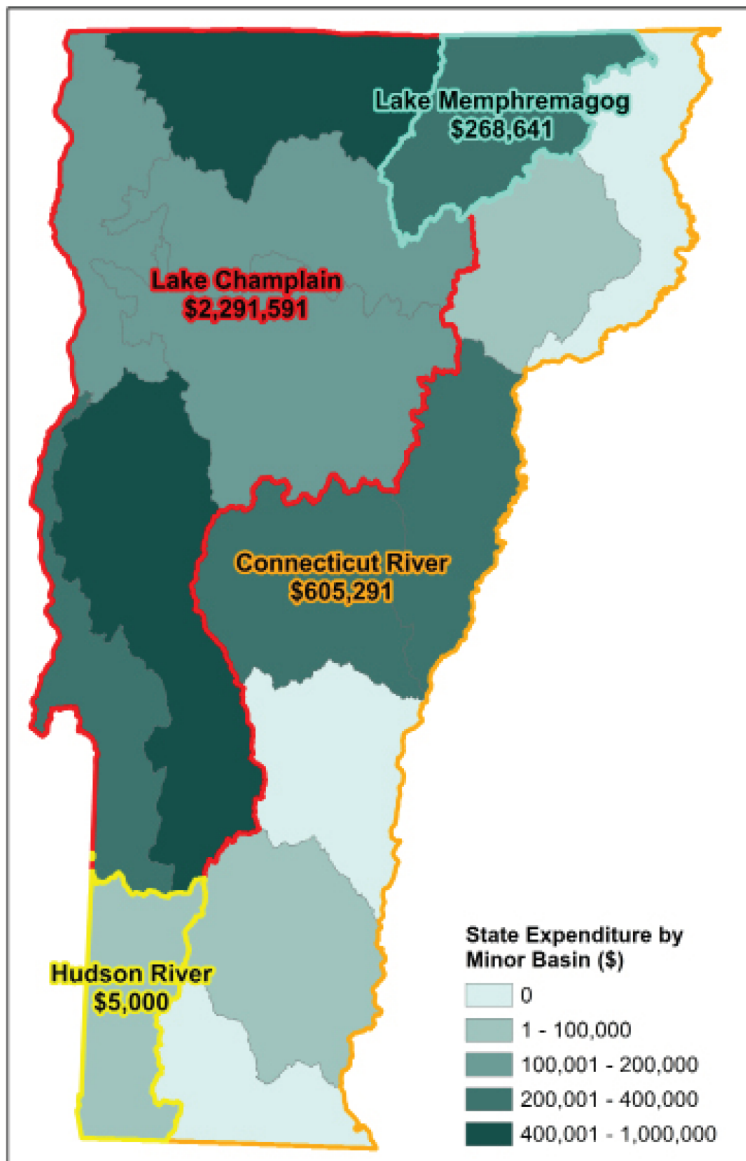 Lake Memphremagog
$268,641
Lake Champlain
$2,291,591
Connecticut River
$605,291
Hudson River
$5,000
State Expenditure by
Minor Basin ($)
0
1 - 100,000
100,001 - 200,000
200,001 - 400,000
400,001 - 1,000,000